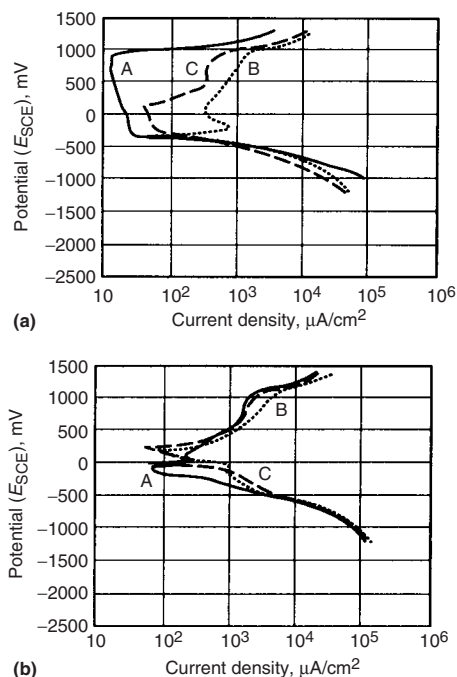 1500
1000
500
0
−500
−1000
−1500
−2000
−2500
Potential (E_SCE), mV
A
C
B
10
10²
10³
10⁴
10⁵
10⁶
Current density, μA/cm²
(a)
1500
1000
500
0
−500
−1000
−1500
−2000
−2500
Potential (E_SCE), mV
B
A
C
10
10²
10³
10⁴
10⁵
10⁶
Current density, μA/cm²
(b)